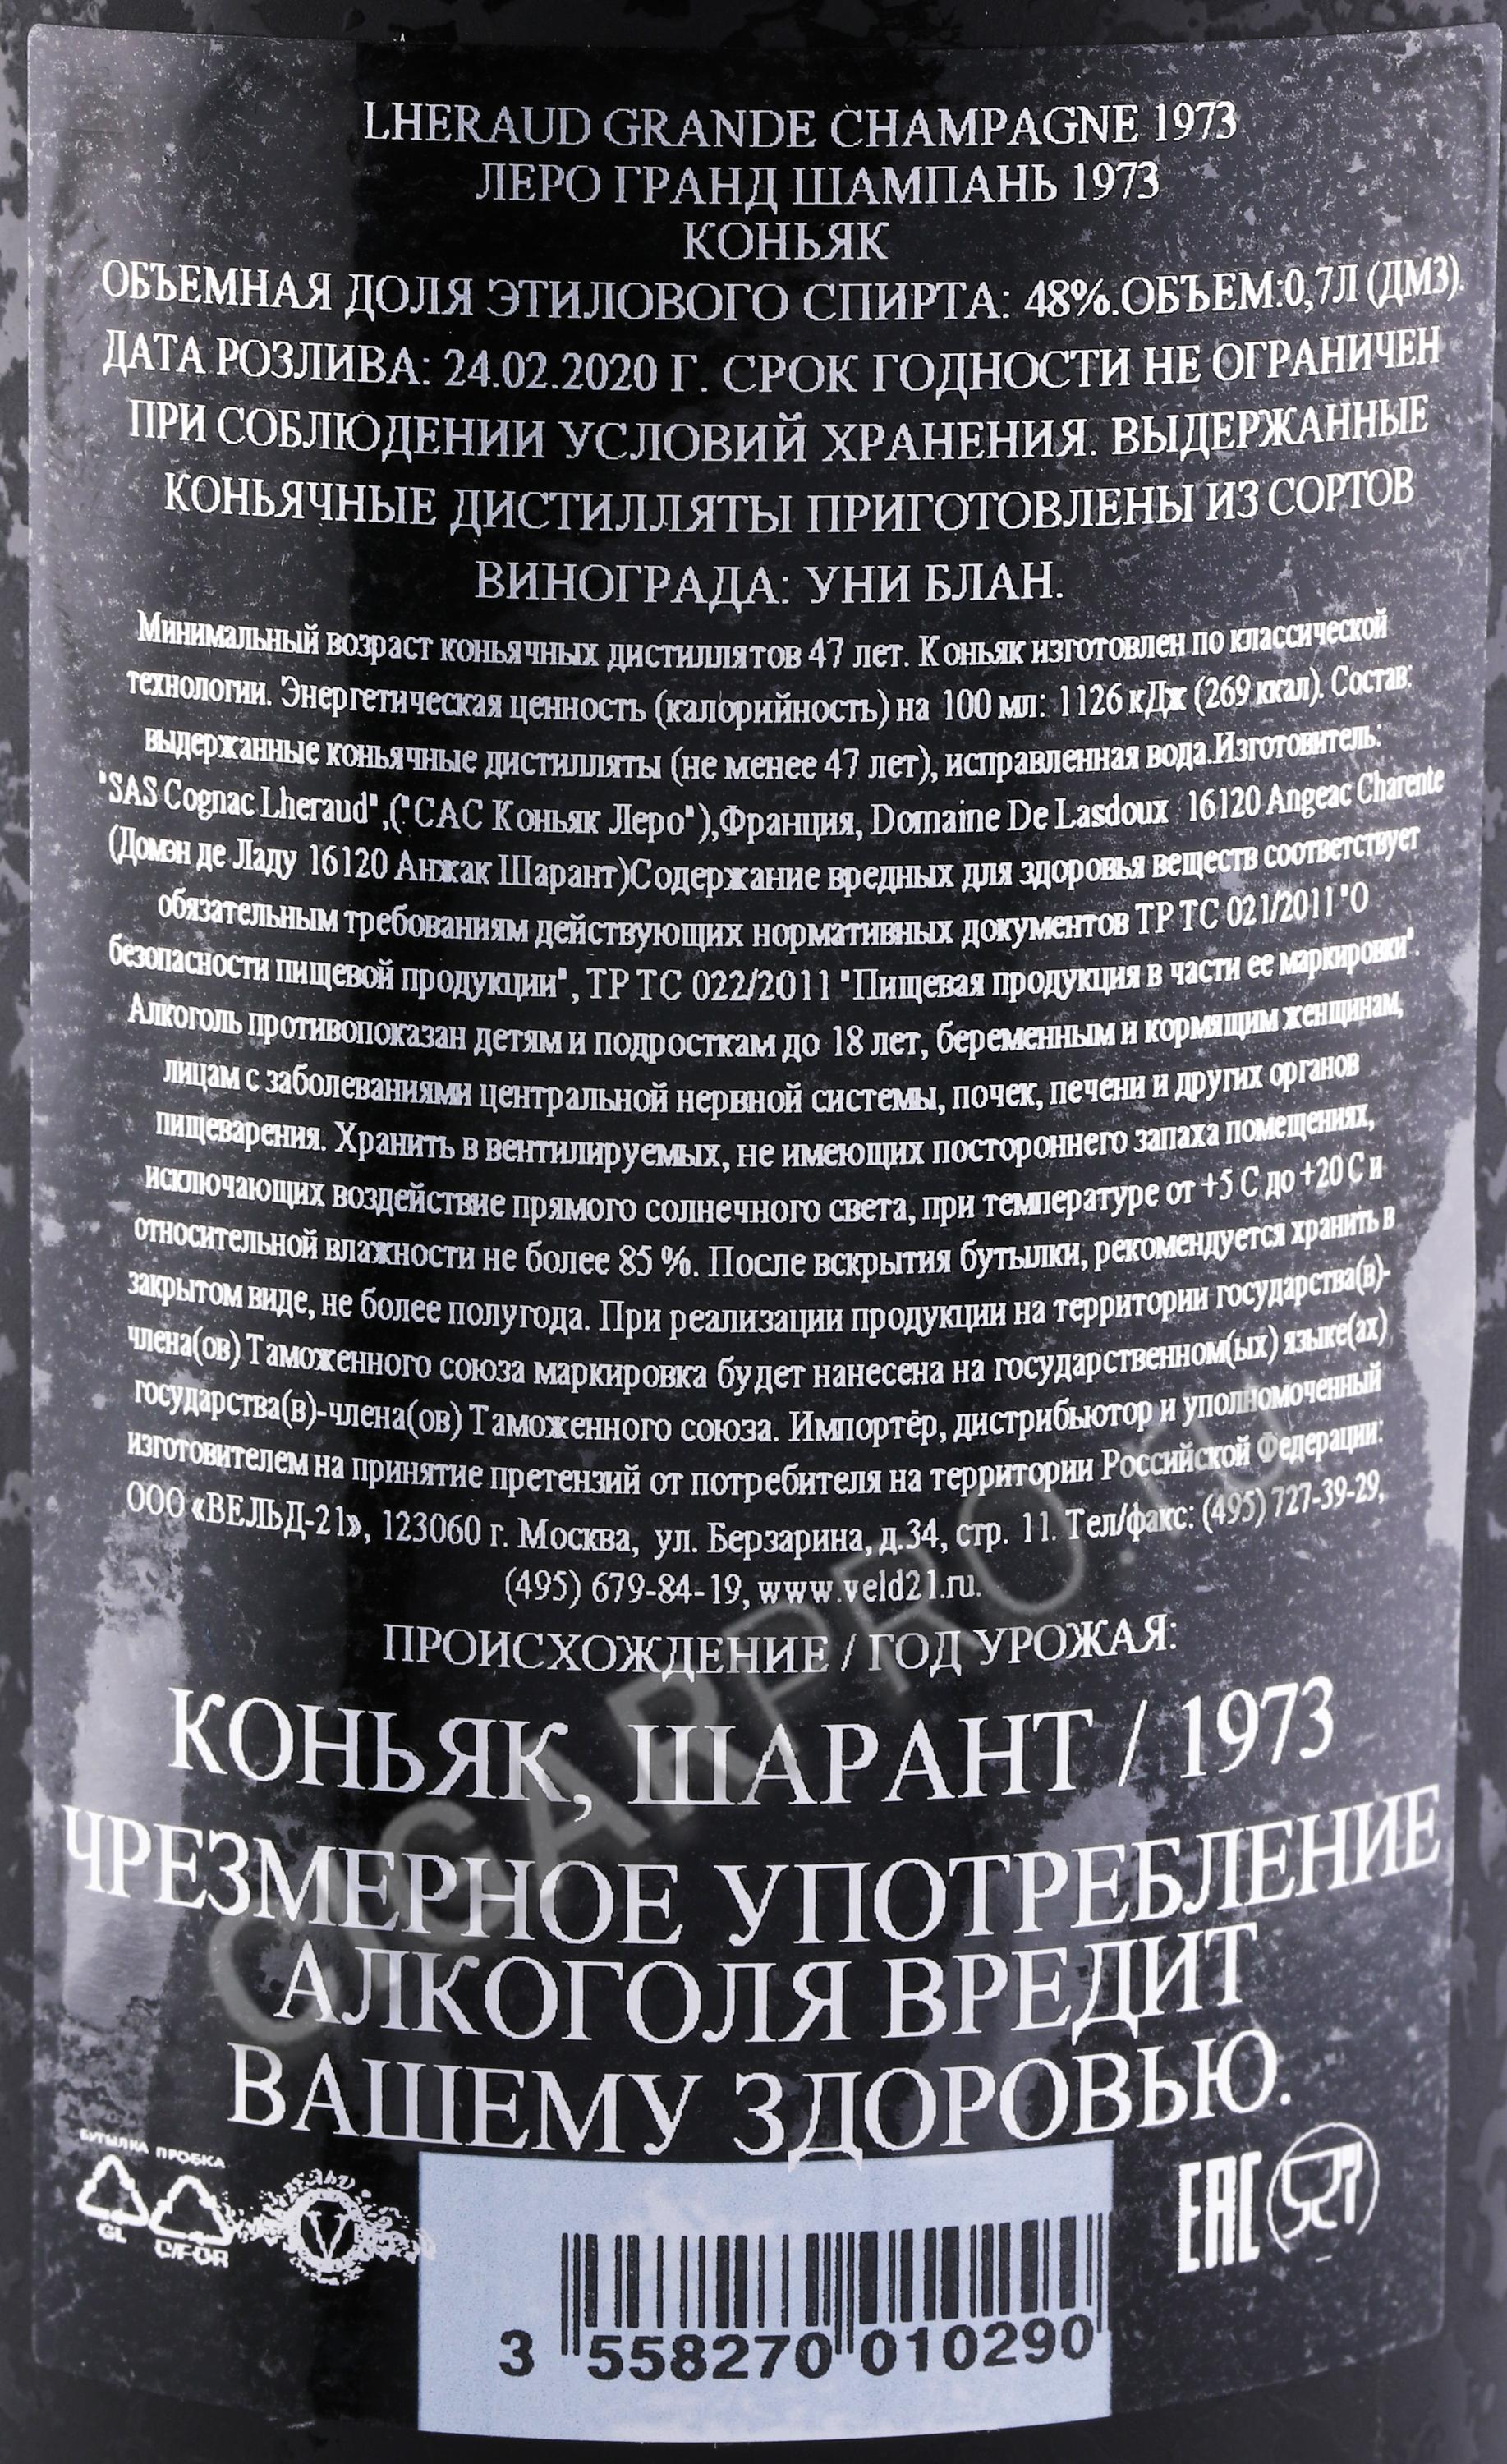 LHERAUD GRANDE CHAMPAGNE 1973
ЛЕРО ГРАНД ШАМПАНЬ 1973
КОНЬЯК
ОБЪЕМНАЯ ДОЛЯ ЭТИЛОВОГО СПИРТА: 48%.ОБЪЕМ:0,7Л (ДМ3).
ДАТА РОЗЛИВА: 24.02.2020 Г. СРОК ГОДНОСТИ НЕ ОГРАНИЧЕН
ПРИ СОБЛЮДЕНИИ УСЛОВИЙ ХРАНЕНИЯ. ВЫДЕРЖАННЫЕ
КОНЬЯЧНЫЕ ДИСТИЛЛЯТЫ ПРИГОТОВЛЕНЫ ИЗ СОРТОВ
ВИНОГРАДА: УНИ БЛАН.
Минимальный возраст коньячных дистиллятов 47 лет. Коньяк изготовлен по классической
технологии. Энергетическая ценность (калорийность) на 100 мл: 1126 кДж (269 ккал). Состав:
выдержанные коньячные дистилляты (не менее 47 лет), исправленная вода.Изготовитель:
"SAS Cognac Lheraud",("САС Коньяк Леро"),Франция, Domaine De Lasdoux 16120 Angeac Charente
(Домэн де Ладу 16120 Анжак Шарант)Содержание вредных для здоровья веществ соответствует
обязательным требованиям действующих нормативных документов ТР ТС 021/2011 "О
безопасности пищевой продукции", ТР ТС 022/2011 "Пищевая продукция в части ее маркировки".
Алкоголь противопоказан детям и подросткам до 18 лет, беременным и кормящим женщинам,
лицам с заболеваниями центральной нервной системы, почек, печени и других органов
пищеварения. Хранить в вентилируемых, не имеющих постороннего запаха помещениях,
исключающих воздействие прямого солнечного света, при температуре от +5 С до +20 С и
относительной влажности не более 85 %. После вскрытия бутылки, рекомендуется хранить в
закрытом виде, не более полугода. При реализации продукции на территории государства(в)-
члена(ов) Таможенного союза маркировка будет нанесена на государственном(ых) языке(ах)
государства(в)-члена(ов) Таможенного союза. Импортёр, дистрибьютор и уполномоченный
изготовителем на принятие претензий от потребителя на территории Российской Федерации:
ООО «ВЕЛЬД-21», 123060 г. Москва, ул. Берзарина, д.34, стр. 11. Тел/факс: (495) 727-39-29,
(495) 679-84-19, www.veld21.ru.
ПРОИСХОЖДЕНИЕ / ГОД УРОЖАЯ:
КОНЬЯК, ШАРАНТ / 1973
ЧРЕЗМЕРНОЕ УПОТРЕБЛЕНИЕ
АЛКОГОЛЯ ВРЕДИТ
ВАШЕМУ ЗДОРОВЬЮ.
БУТЫЛКА ПРОБКА
GL C/FOR
V
EAC
3 558270 010290
CIGARPRO.RU